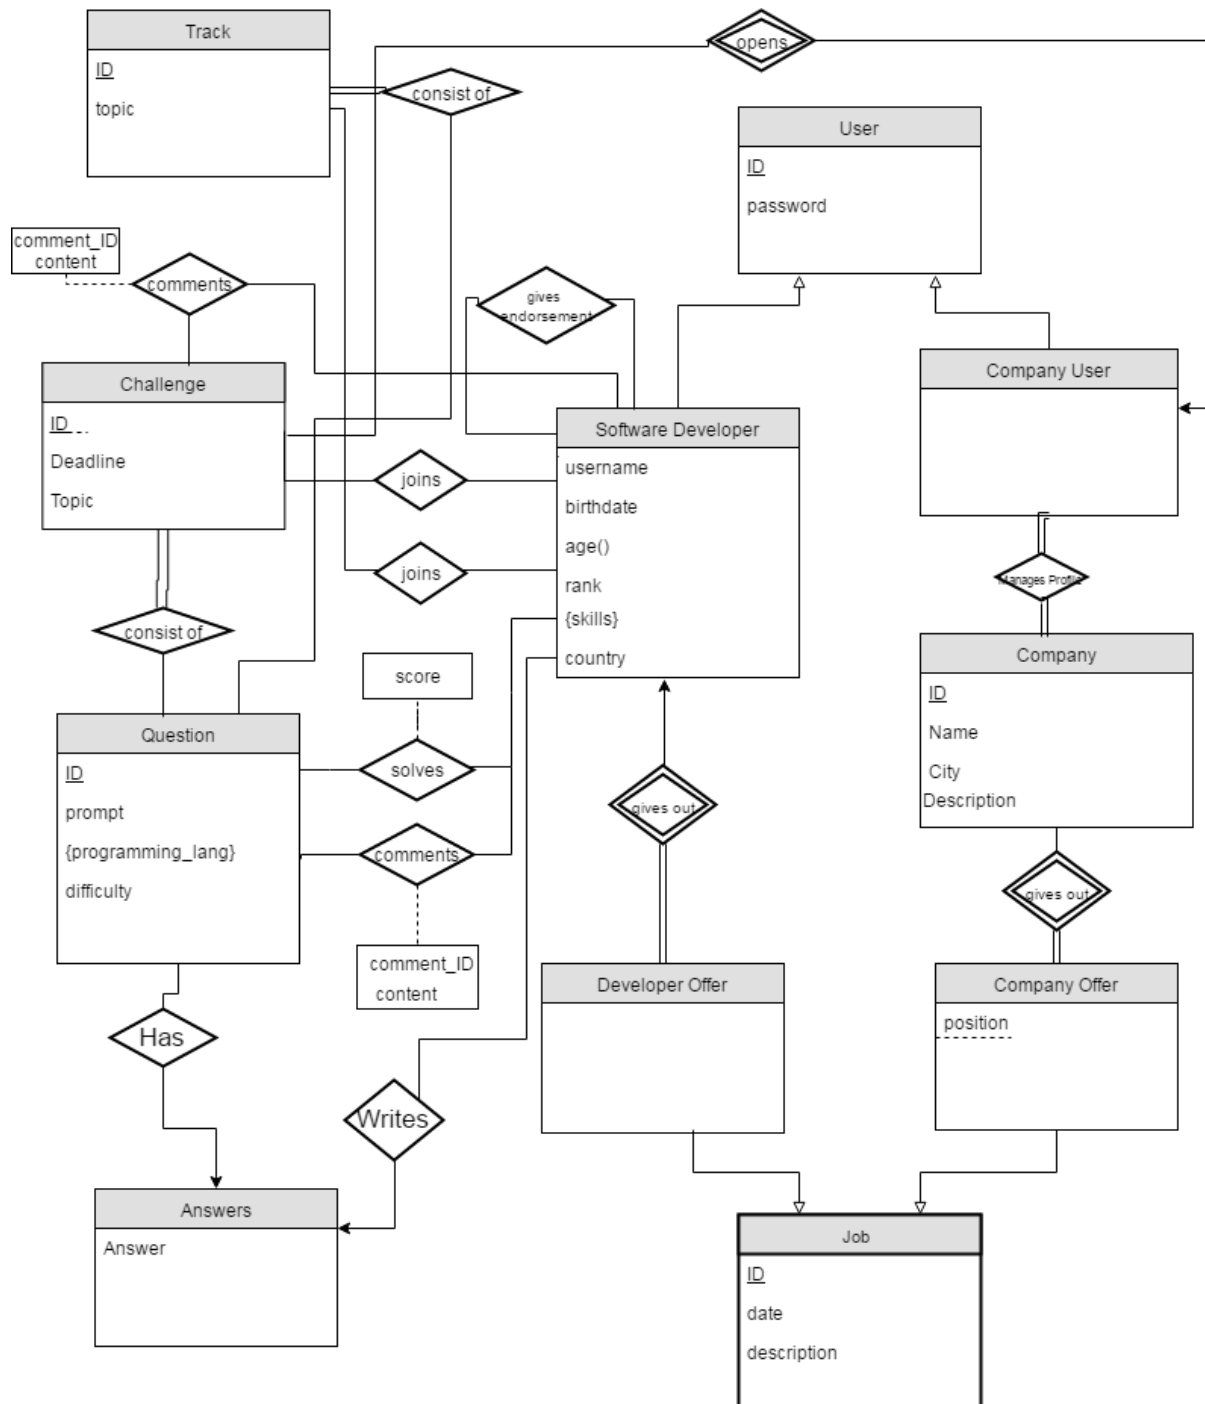 Track
ID
topic
consist of
opens
User
ID
password
comment_ID
content
comments
gives
endorsement
Challenge
ID
Deadline
Topic
joins
joins
consist of
Software Developer
username
birthdate
age()
rank
{skills}
country
Company User
Manages Profile
Company
ID
Name
City
Description
score
solves
Question
ID
prompt
{programming_lang}
difficulty
comments
comment_ID
content
gives out
gives out
Developer Offer
Company Offer
position
Has
Writes
Answers
Answer
Job
ID
date
description